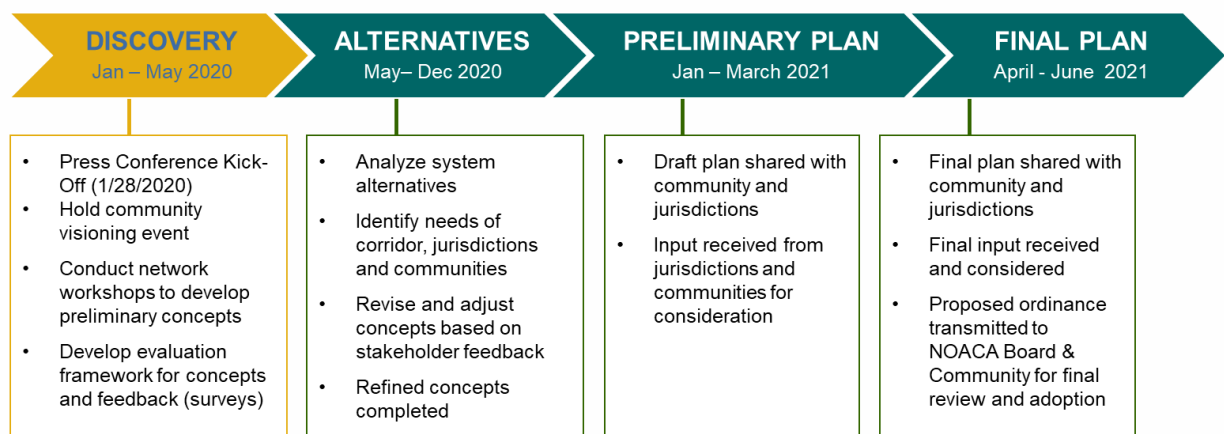 DISCOVERY
Jan – May 2020
ALTERNATIVES
May– Dec 2020
PRELIMINARY PLAN
Jan – March 2021
FINAL PLAN
April - June 2021
• Press Conference Kick-
Off (1/28/2020)
• Hold community
visioning event
• Conduct network
workshops to develop
preliminary concepts
• Develop evaluation
framework for concepts
and feedback (surveys)
• Analyze system
alternatives
• Identify needs of
corridor, jurisdictions
and communities
• Revise and adjust
concepts based on
stakeholder feedback
• Refined concepts
completed
• Draft plan shared with
community and
jurisdictions
• Input received from
jurisdictions and
communities for
consideration
• Final plan shared with
community and
jurisdictions
• Final input received
and considered
• Proposed ordinance
transmitted to
NOACA Board &
Community for final
review and adoption